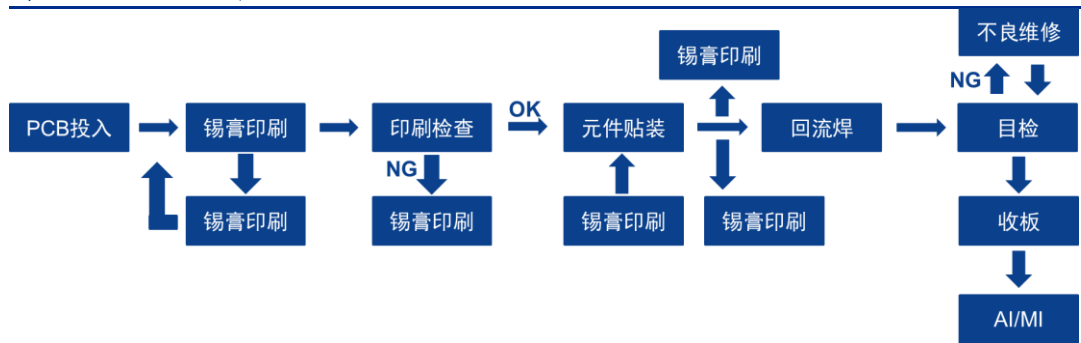 不良维修
锡膏印刷
NG
PCB投入
锡膏印刷
印刷检查
OK
元件贴装
回流焊
目检
NG
锡膏印刷
锡膏印刷
锡膏印刷
锡膏印刷
收板
AI/MI